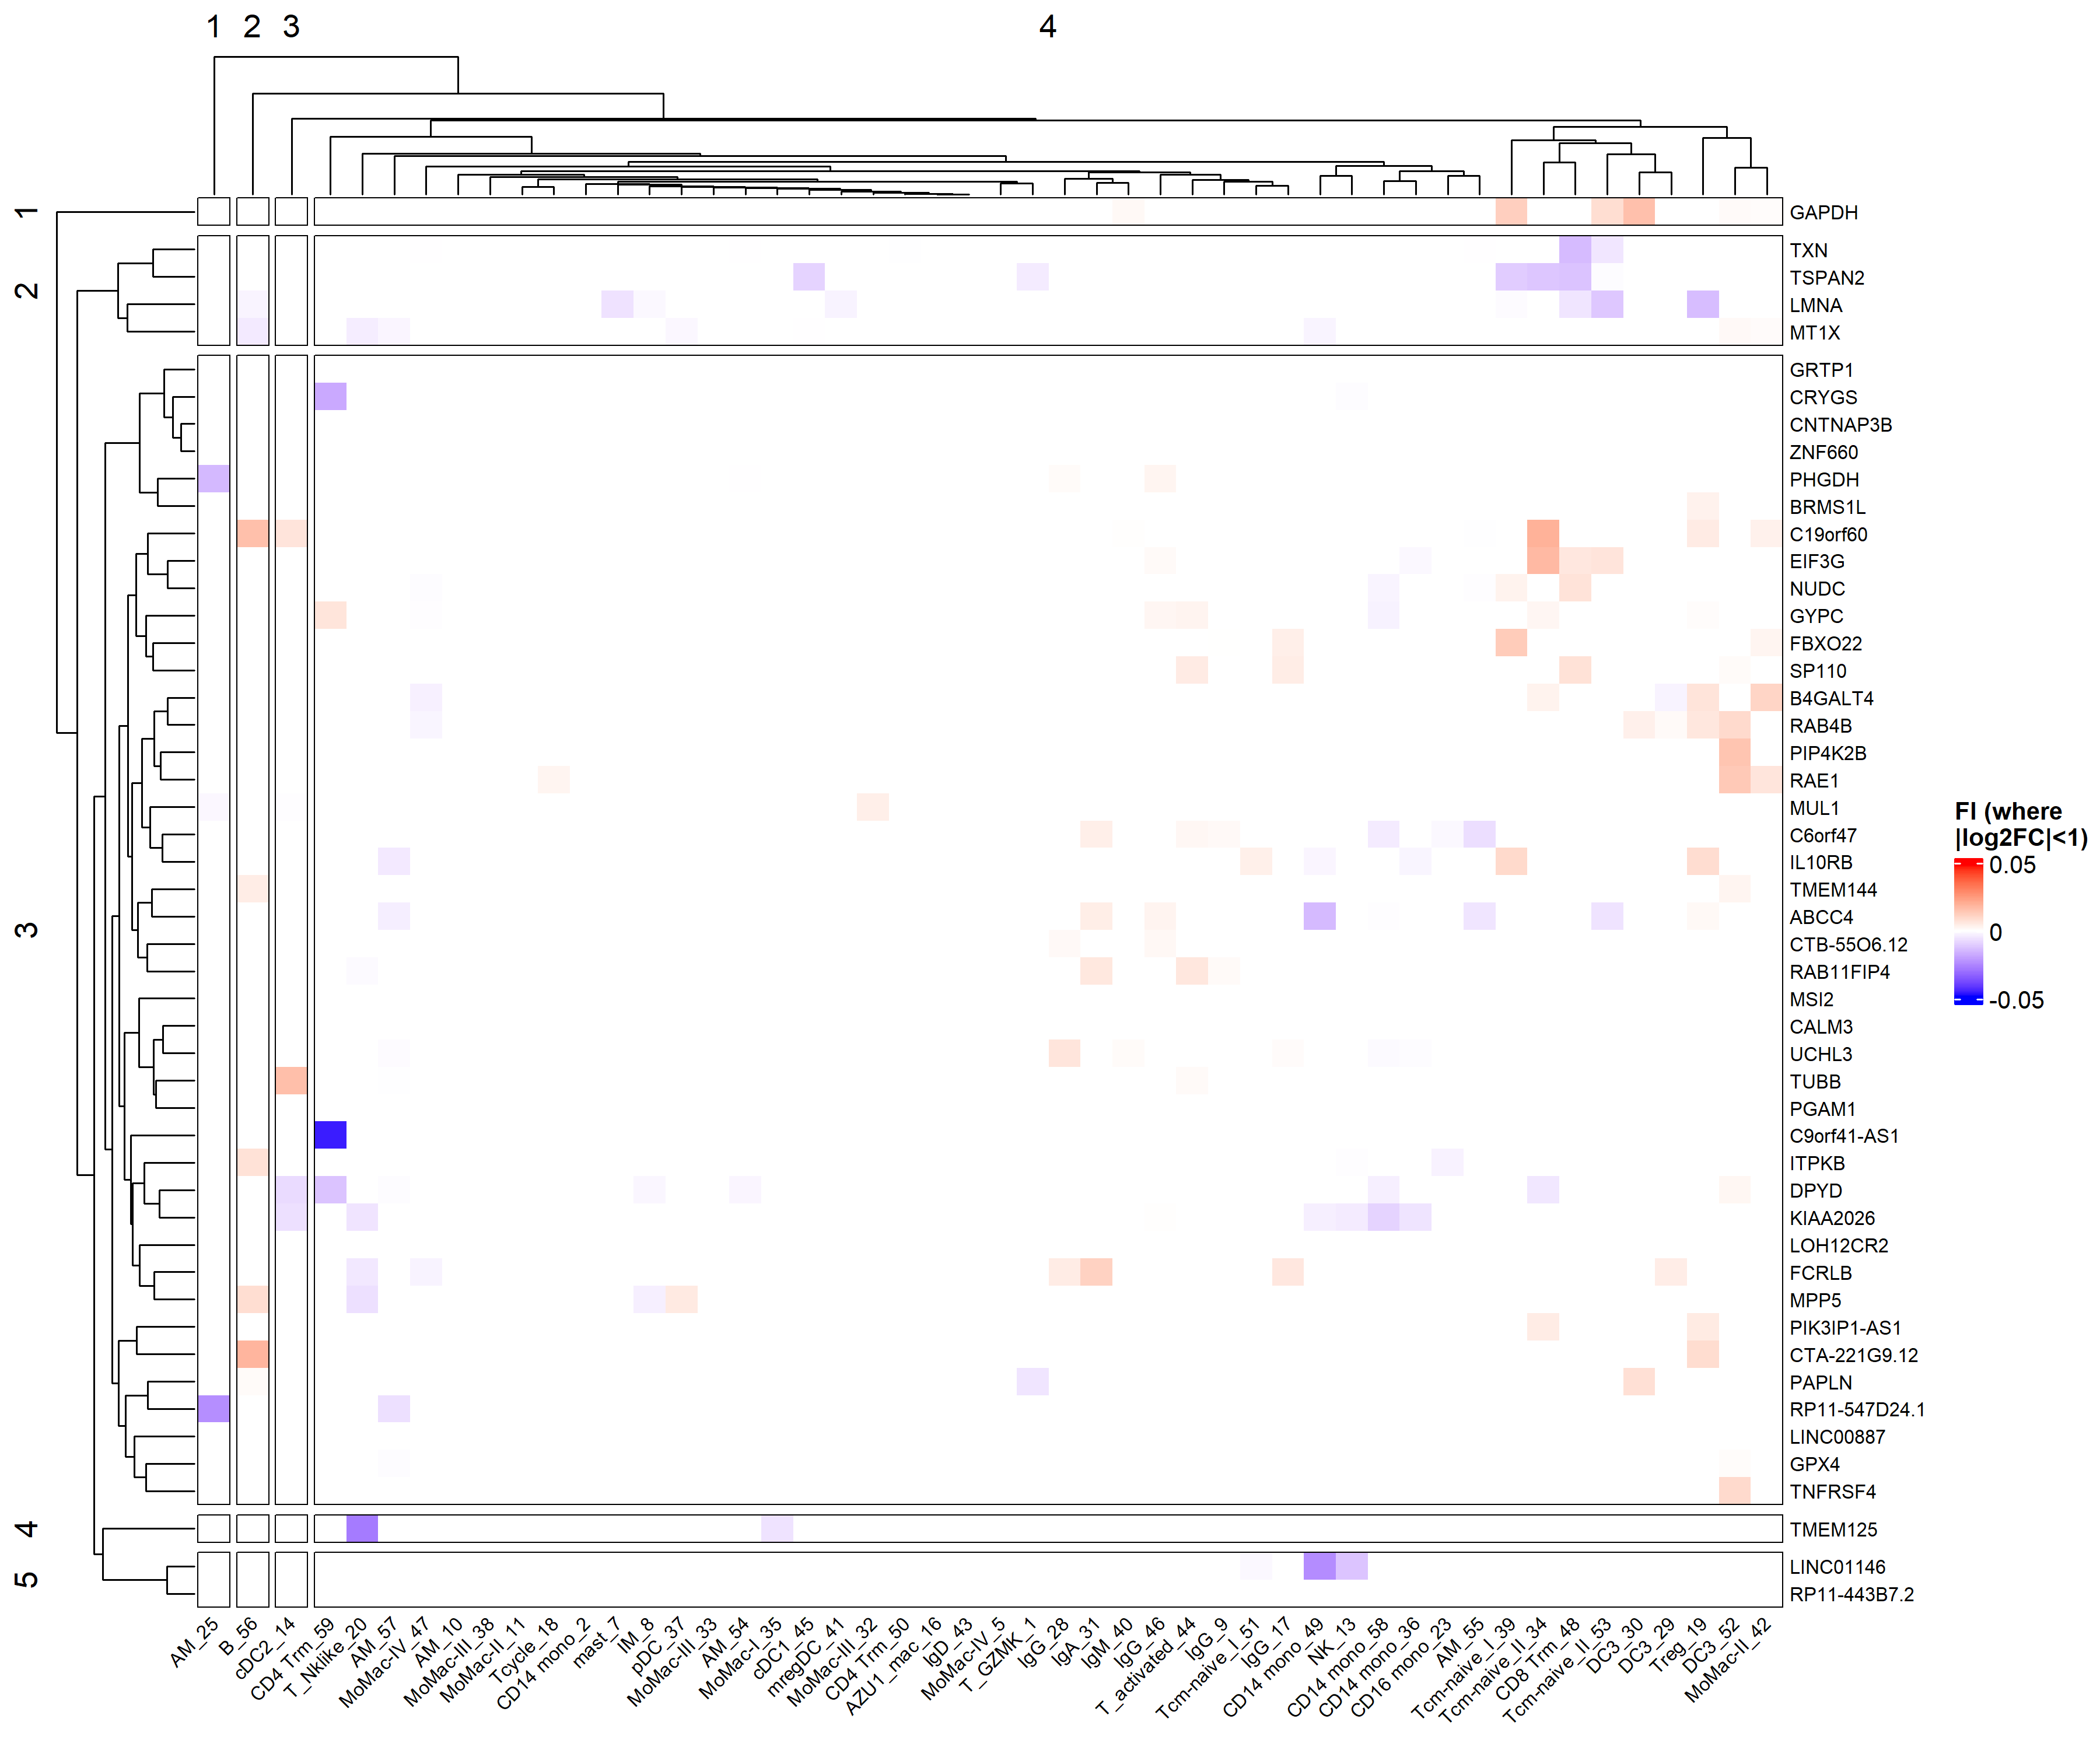 1 2 3 4
1
2
3
4
5
GAPDH
TXN
TSPAN2
LMNA
MT1X
GRTP1
CRYGS
CNTNAP3B
ZNF660
PHGDH
BRMS1L
C19orf60
EIF3G
NUDC
GYPC
FBXO22
SP110
B4GALT4
RAB4B
PIP4K2B
RAE1
MUL1
C6orf47
IL10RB
TMEM144
ABCC4
CTB-55O6.12
RAB11FIP4
MSI2
CALM3
UCHL3
TUBB
PGAM1
C9orf41-AS1
ITPKB
DPYD
KIAA2026
LOH12CR2
FCRLB
MPP5
PIK3IP1-AS1
CTA-221G9.12
PAPLN
RP11-547D24.1
LINC00887
GPX4
TNFRSF4
TMEM125
LINC01146
RP11-443B7.2
FI (where
|log2FC|<1)
0.05
0
-0.05
AM_25
B_56
cDC2_14
CD4 Trm_59
T_Nklike_20
AM_57
MoMac-IV_47
AM_10
MoMac-III_38
MoMac-II_11
Tcycle_18
CD14 mono_2
mast_7
IM_8
pDC_37
MoMac-III_33
AM_54
MoMac-I_35
cDC1_45
mregDC_41
MoMac-III_32
CD4 Trm_50
AZU1_mac_16
IgD_43
MoMac-IV_5
T_GZMK_1
IgG_28
IgA_31
IgM_40
IgG_46
T_activated_44
IgG_9
Tcm-naive_I_51
IgG_17
CD14 mono_49
NK_13
CD14 mono_58
CD14 mono_36
CD16 mono_23
AM_55
Tcm-naive_I_39
Tcm-naive_II_34
CD8 Trm_48
Tcm-naive_II_53
DC3_30
DC3_29
Treg_19
DC3_52
MoMac-II_42